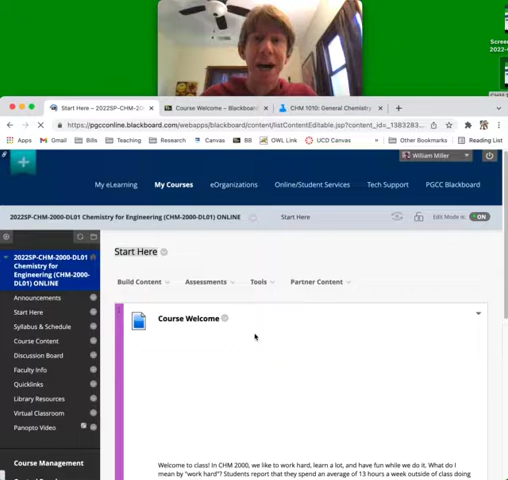 Screen
2022-
Start Here – 2022SP-CHM-20
Course Welcome – Blackboard
CHM 1010: General Chemistry
https://pgcconline.blackboard.com/webapps/blackboard/content/listContentEditable.jsp?content_id=_1383283...
Apps
Gmail
Bills
Teaching
Research
BB
OWL Link
UCO Canvas
Other Bookmarks
Reading List
William Miller
My eLearning
My Courses
eOrganizations
Online/Student Services
Tech Support
PGCC Blackboard
2022SP-CHM-2000-DL01 Chemistry for Engineering (CHM-2000-DL01) ONLINE
Start Here
Edit Mode is:
ON
2022SP-CHM-2000-DL01
Chemistry for
Engineering (CHM-2000-
DL01) ONLINE
Announcements
Start Here
Syllabus & Schedule
Course Content
Discussion Board
Faculty Info
Quicklinks
Library Resources
Virtual Classroom
Panopto Video
Course Management
Start Here
Build Content
Assessments
Tools
Partner Content
Course Welcome
Welcome to class! In CHM 2000, we like to work hard, learn a lot, and have fun while we do it. What do I
mean by "work hard"? Students report that they spend an average of 13 hours a week outside of class doing